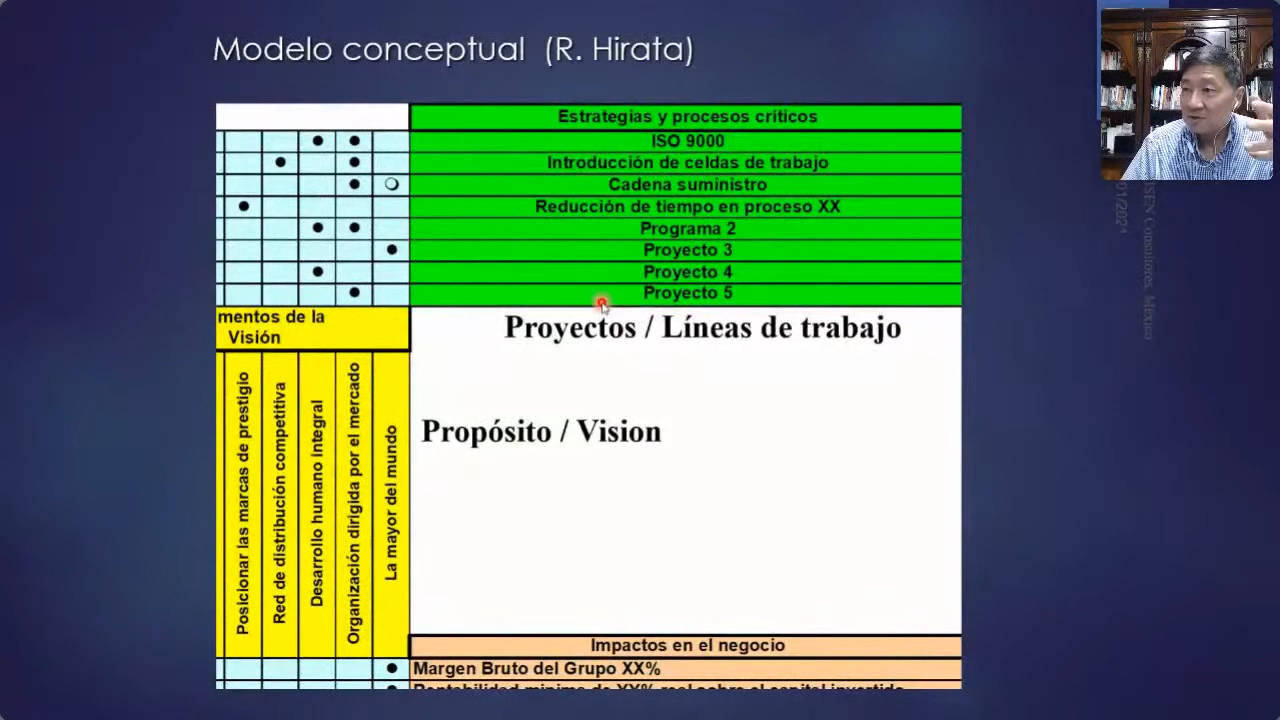 Modelo conceptual (R. Hirata)
Estrategias y procesos críticos
ISO 9000
Introducción de celdas de trabajo
Cadena suministro
Reducción de tiempo en proceso XX
Programa 2
Proyecto 3
Proyecto 4
Proyecto 5
mentos de la
Visión
Proyectos / Líneas de trabajo
Propósito / Vision
Posicionar las marcas de prestigio
Red de distribución competitiva
Desarrollo humano integral
Organización dirigida por el mercado
La mayor del mundo
Impactos en el negocio
Margen Bruto del Grupo XX%
Consultores, México